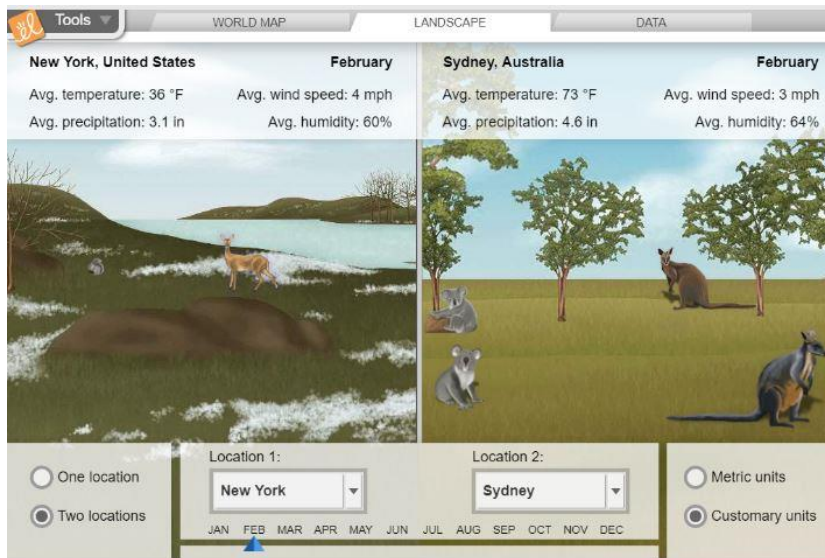 Tools
WORLD MAP
LANDSCAPE
DATA
New York, United States
February
Avg. temperature: 36 °F
Avg. wind speed: 4 mph
Avg. precipitation: 3.1 in
Avg. humidity: 60%
Sydney, Australia
February
Avg. temperature: 73 °F
Avg. wind speed: 3 mph
Avg. precipitation: 4.6 in
Avg. humidity: 64%
One location
Two locations
Location 1:
New York
Location 2:
Sydney
JAN FEB MAR APR MAY JUN JUL AUG SEP OCT NOV DEC
Metric units
Customary units